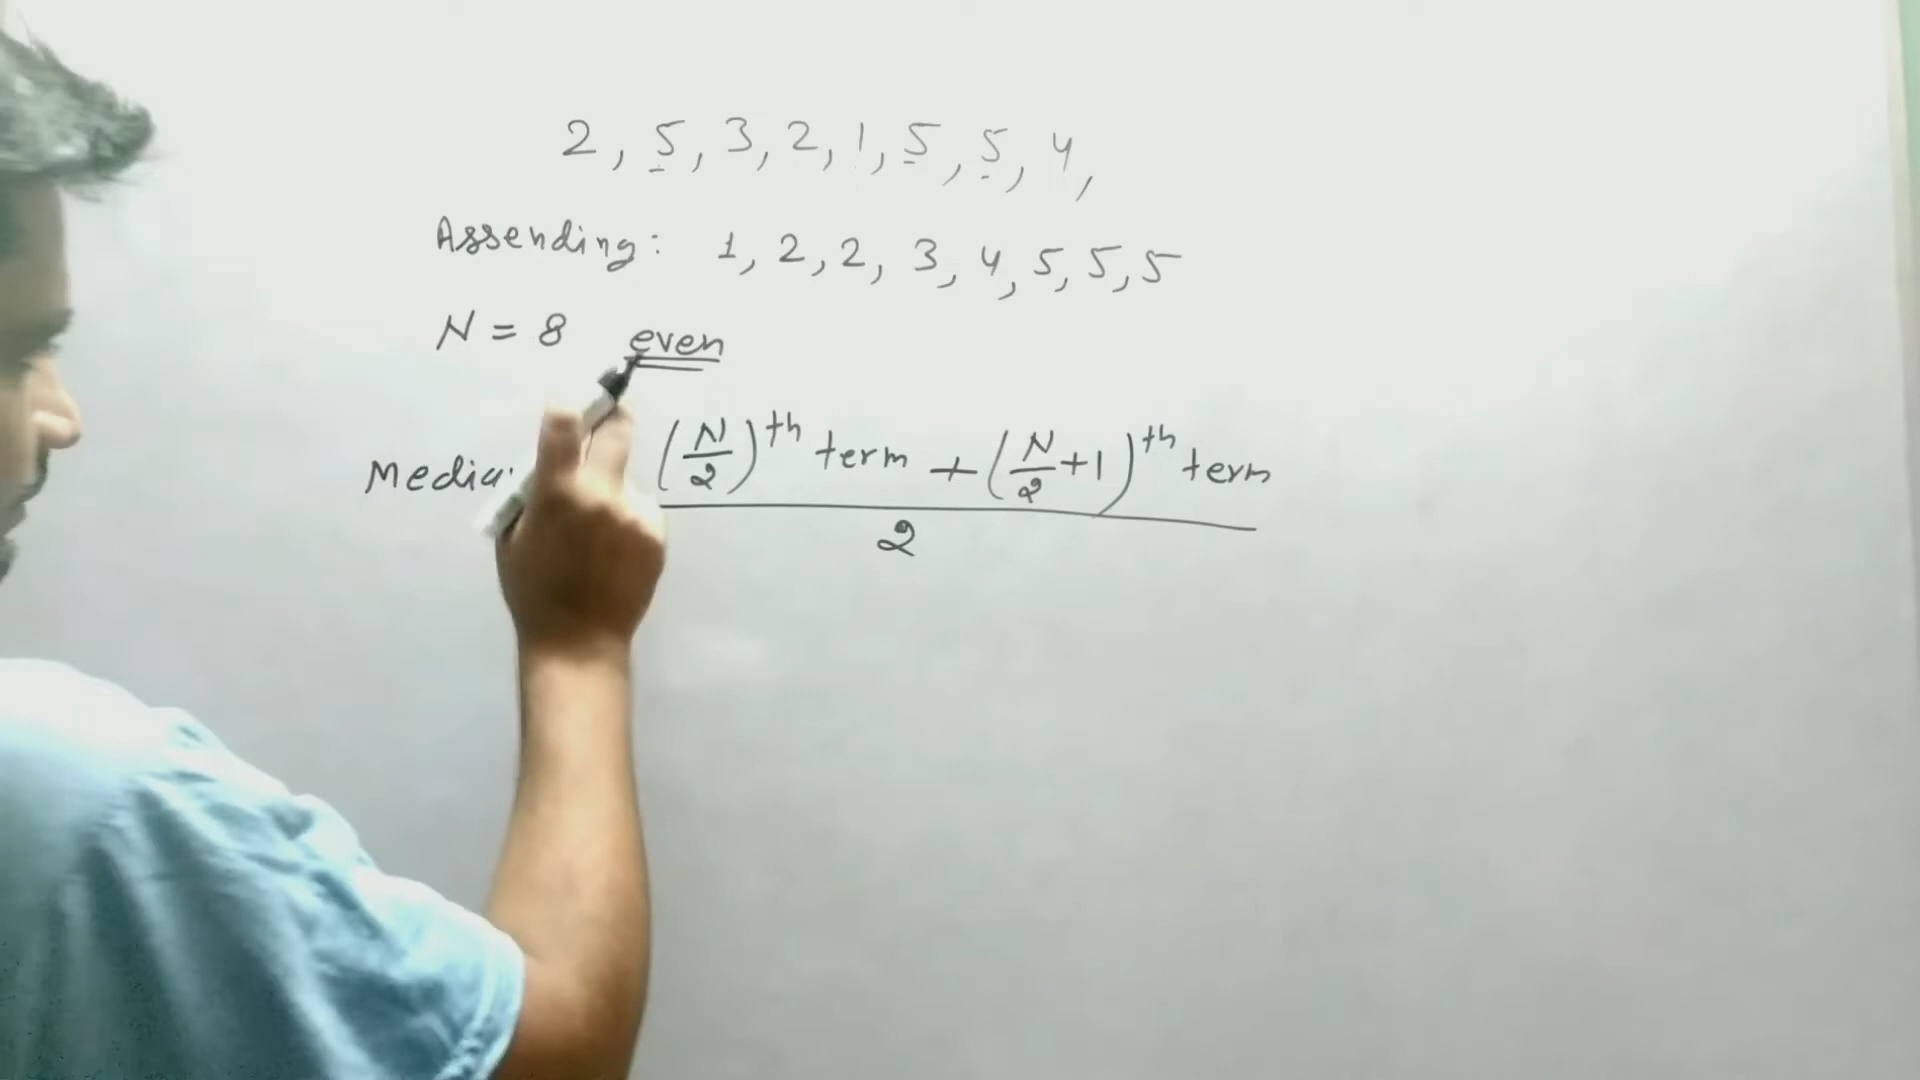 2, 5, 3, 2, 1, 5, 5, 4,
Assending: 1, 2, 2, 3, 4, 5, 5, 5
N = 8 even
(N/2)th term + (N/2 + 1)th term
2